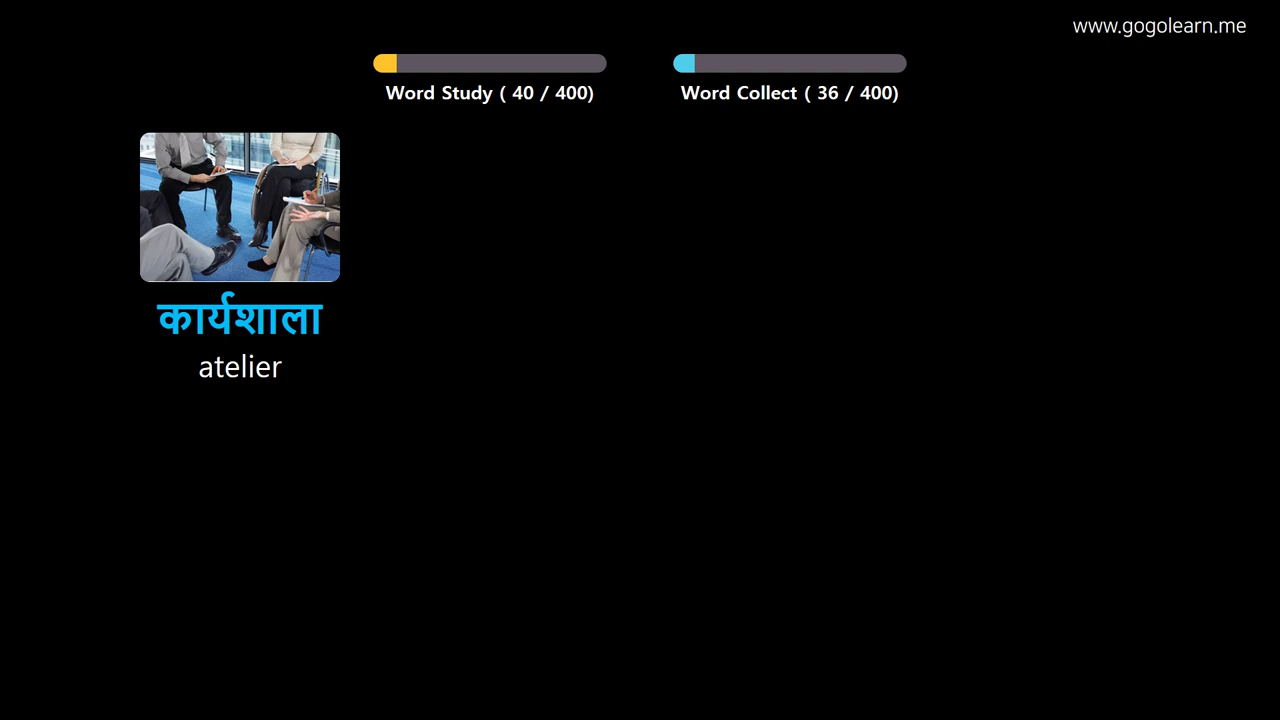 www.gogolearn.me
Word Study ( 40 / 400)
Word Collect ( 36 / 400)
कार्यशाला
atelier